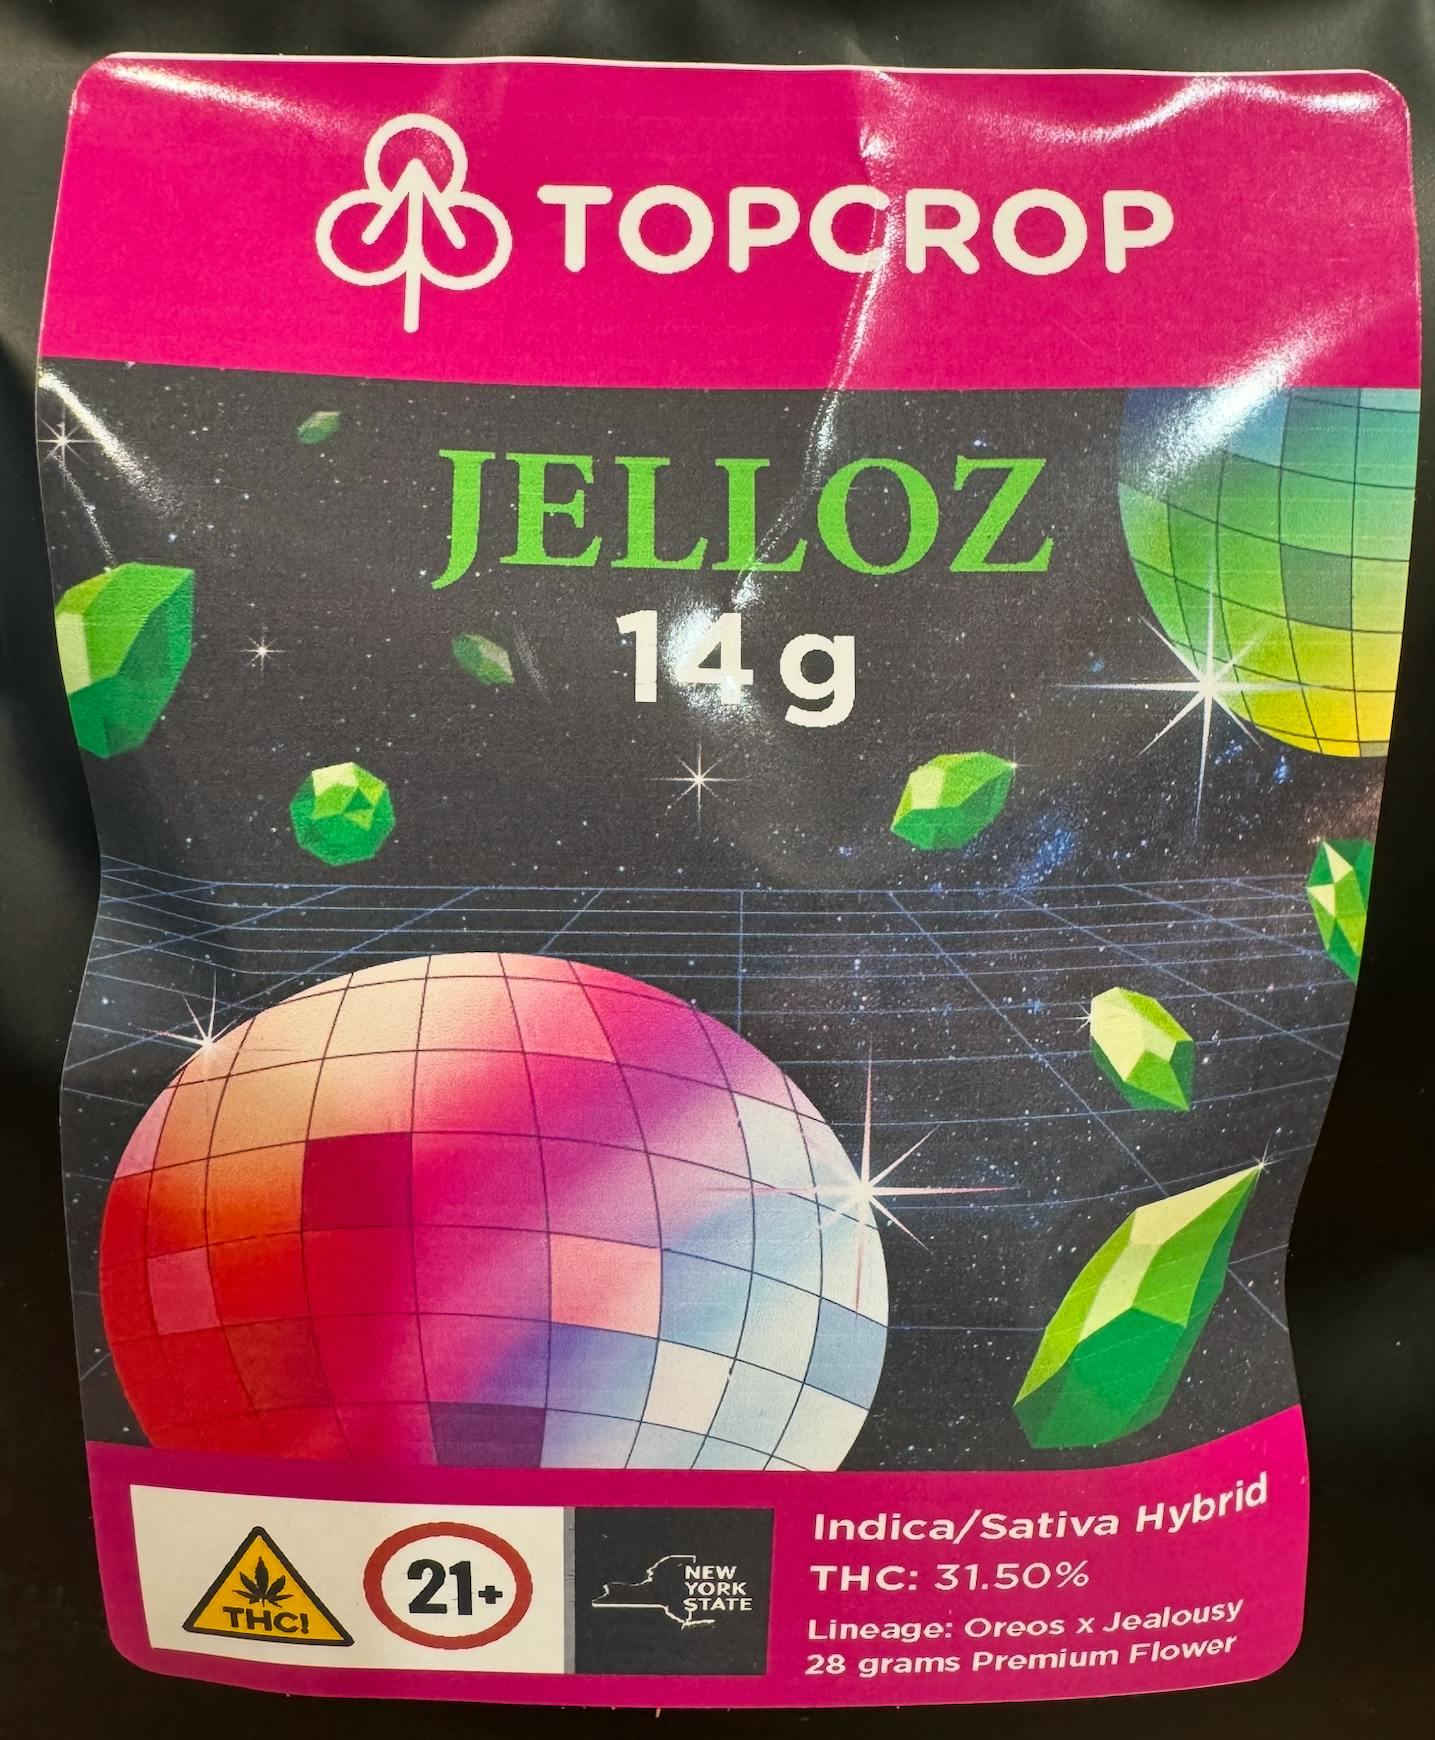 TOPCROP
JELLOZ
14 g
THC!
21+
NEW
YORK
STATE
Indica/Sativa Hybrid
THC: 31.50%
Lineage: Oreos x Jealousy
28 grams Premium Flower